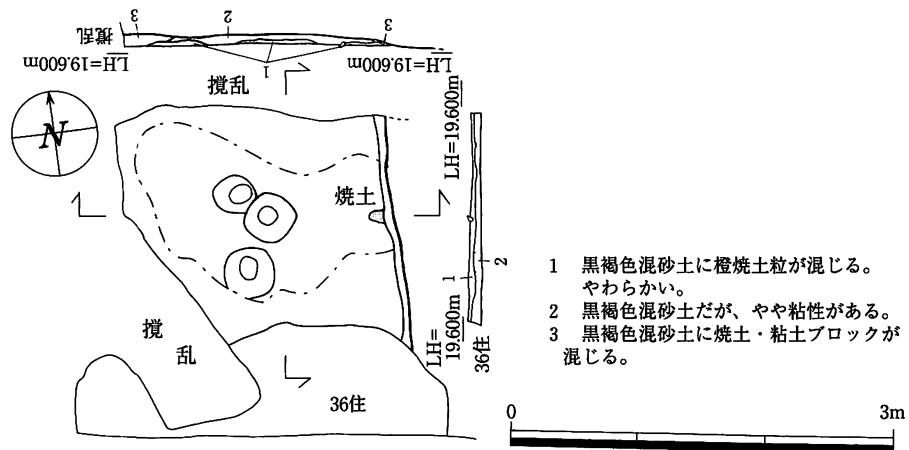 3
2
3
撹乱
LH=19.600m
1
LH=19.600m
撹乱
N
LH=19.600m
焼土
2
1
撹
乱
LH=
19.600m
36住
36住
1 黒褐色混砂土に橙焼土粒が混じる。
やわらかい。
2 黒褐色混砂土だが、やや粘性がある。
3 黒褐色混砂土に焼土・粘土ブロックが
混じる。
0
3m